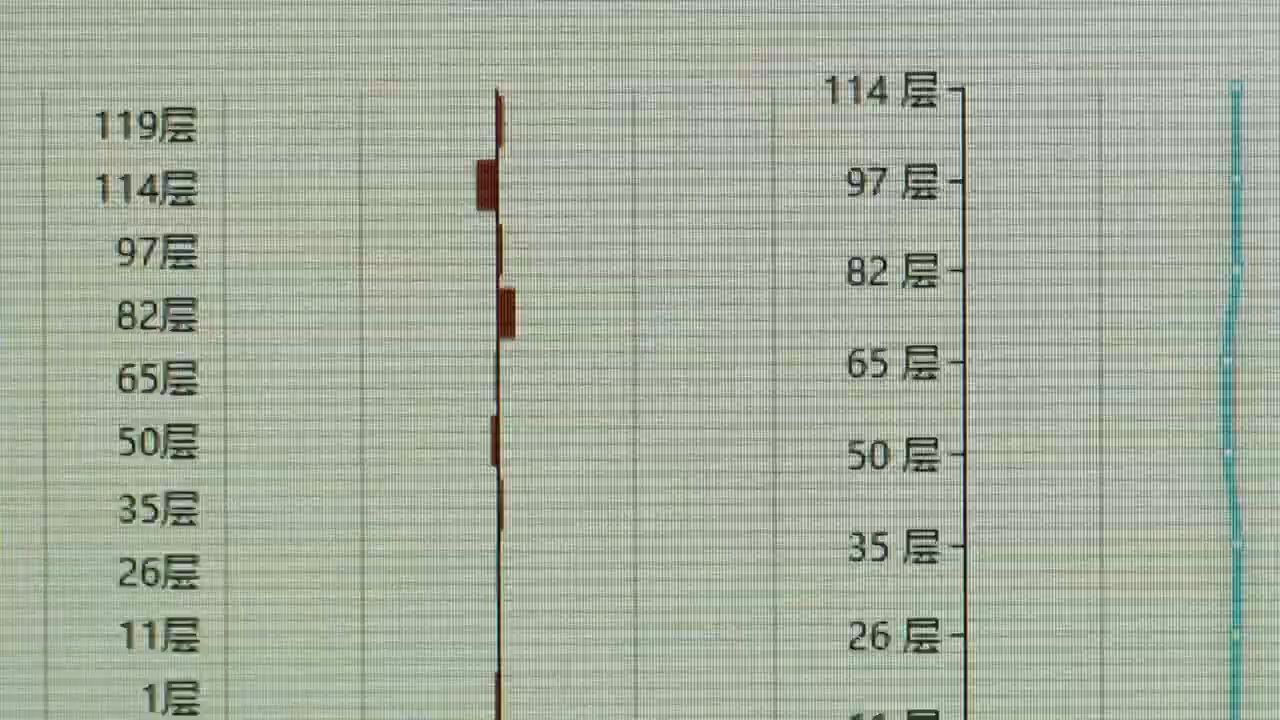 119层
114层
97层
82层
65层
50层
35层
26层
11层
1层
114 层
97 层
82 层
65 层
50 层
35 层
26 层